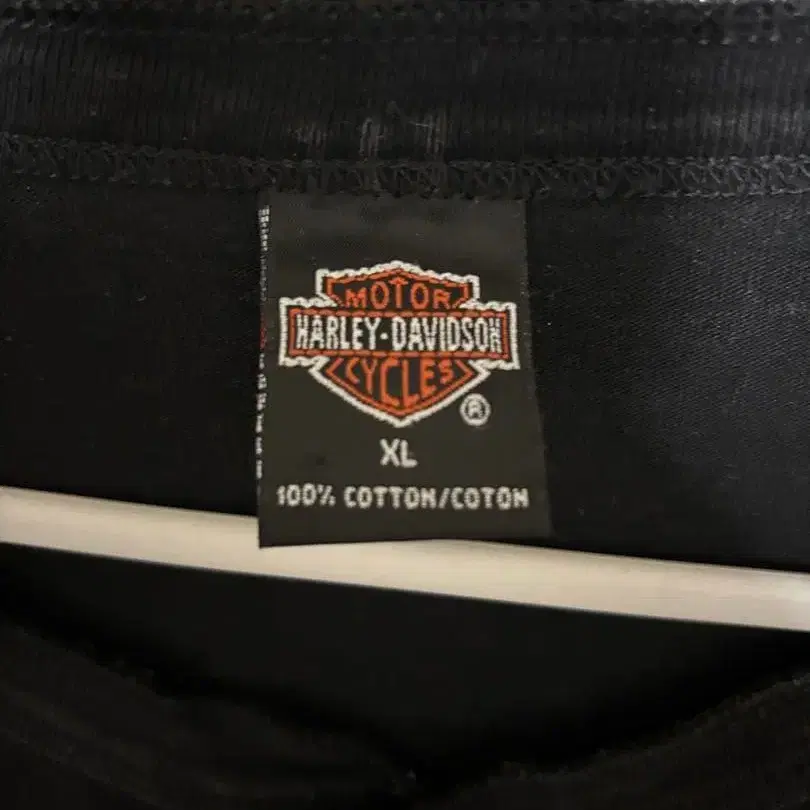 MOTOR
HARLEY-DAVIDSON
CYCLES
®
XL
100% COTTON/COTON